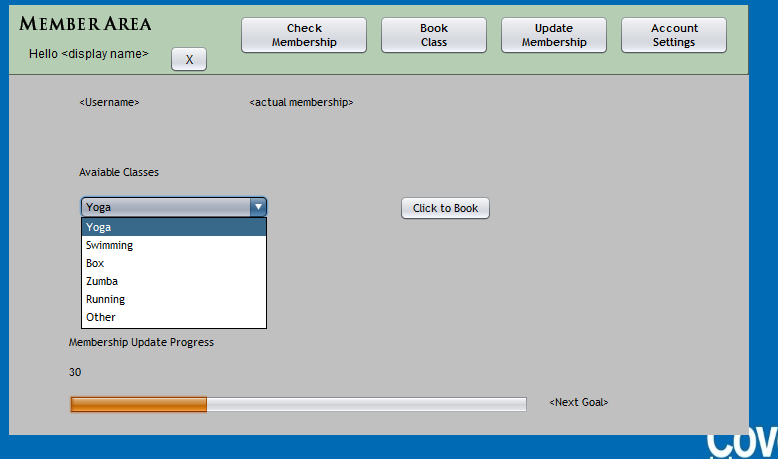 MEMBER AREA
Hello <display name>
X
Check
Membership
Book
Class
Update
Membership
Account
Settings
<Username>
<actual membership>
Avaiable Classes
Yoga
Click to Book
Yoga
Swimming
Box
Zumba
Running
Other
Membership Update Progress
30
<Next Goal>